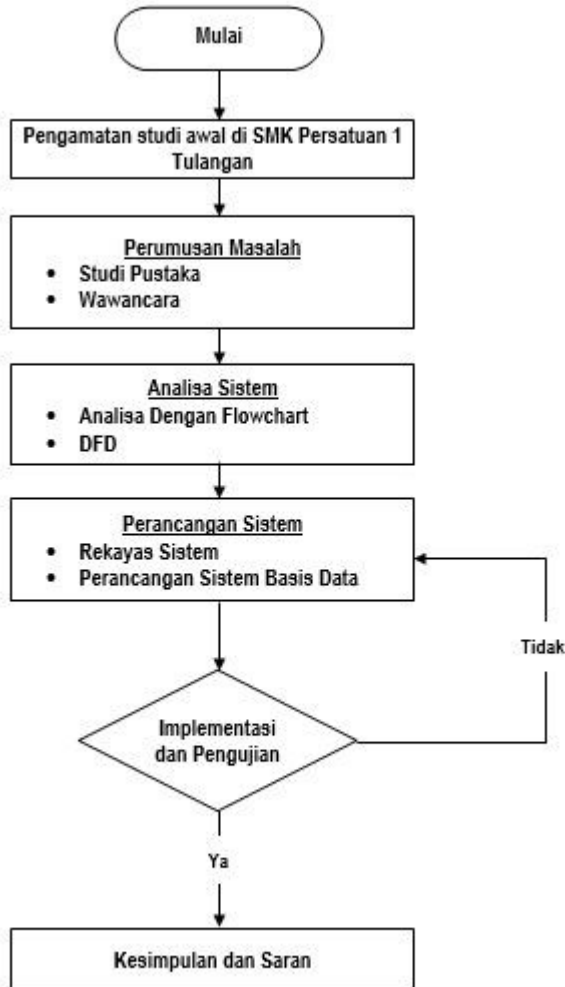 Mulai
Pengamatan studi awal di SMK Persatuan 1
Tulangan
Perumusan Masalah
• Studi Pustaka
• Wawancara
Analisa Sistem
• Analisa Dengan Flowchart
• DFD
Perancangan Sistem
• Rekayas Sistem
• Perancangan Sistem Basis Data
Tidak
Implementasi
dan Pengujian
Ya
Kesimpulan dan Saran